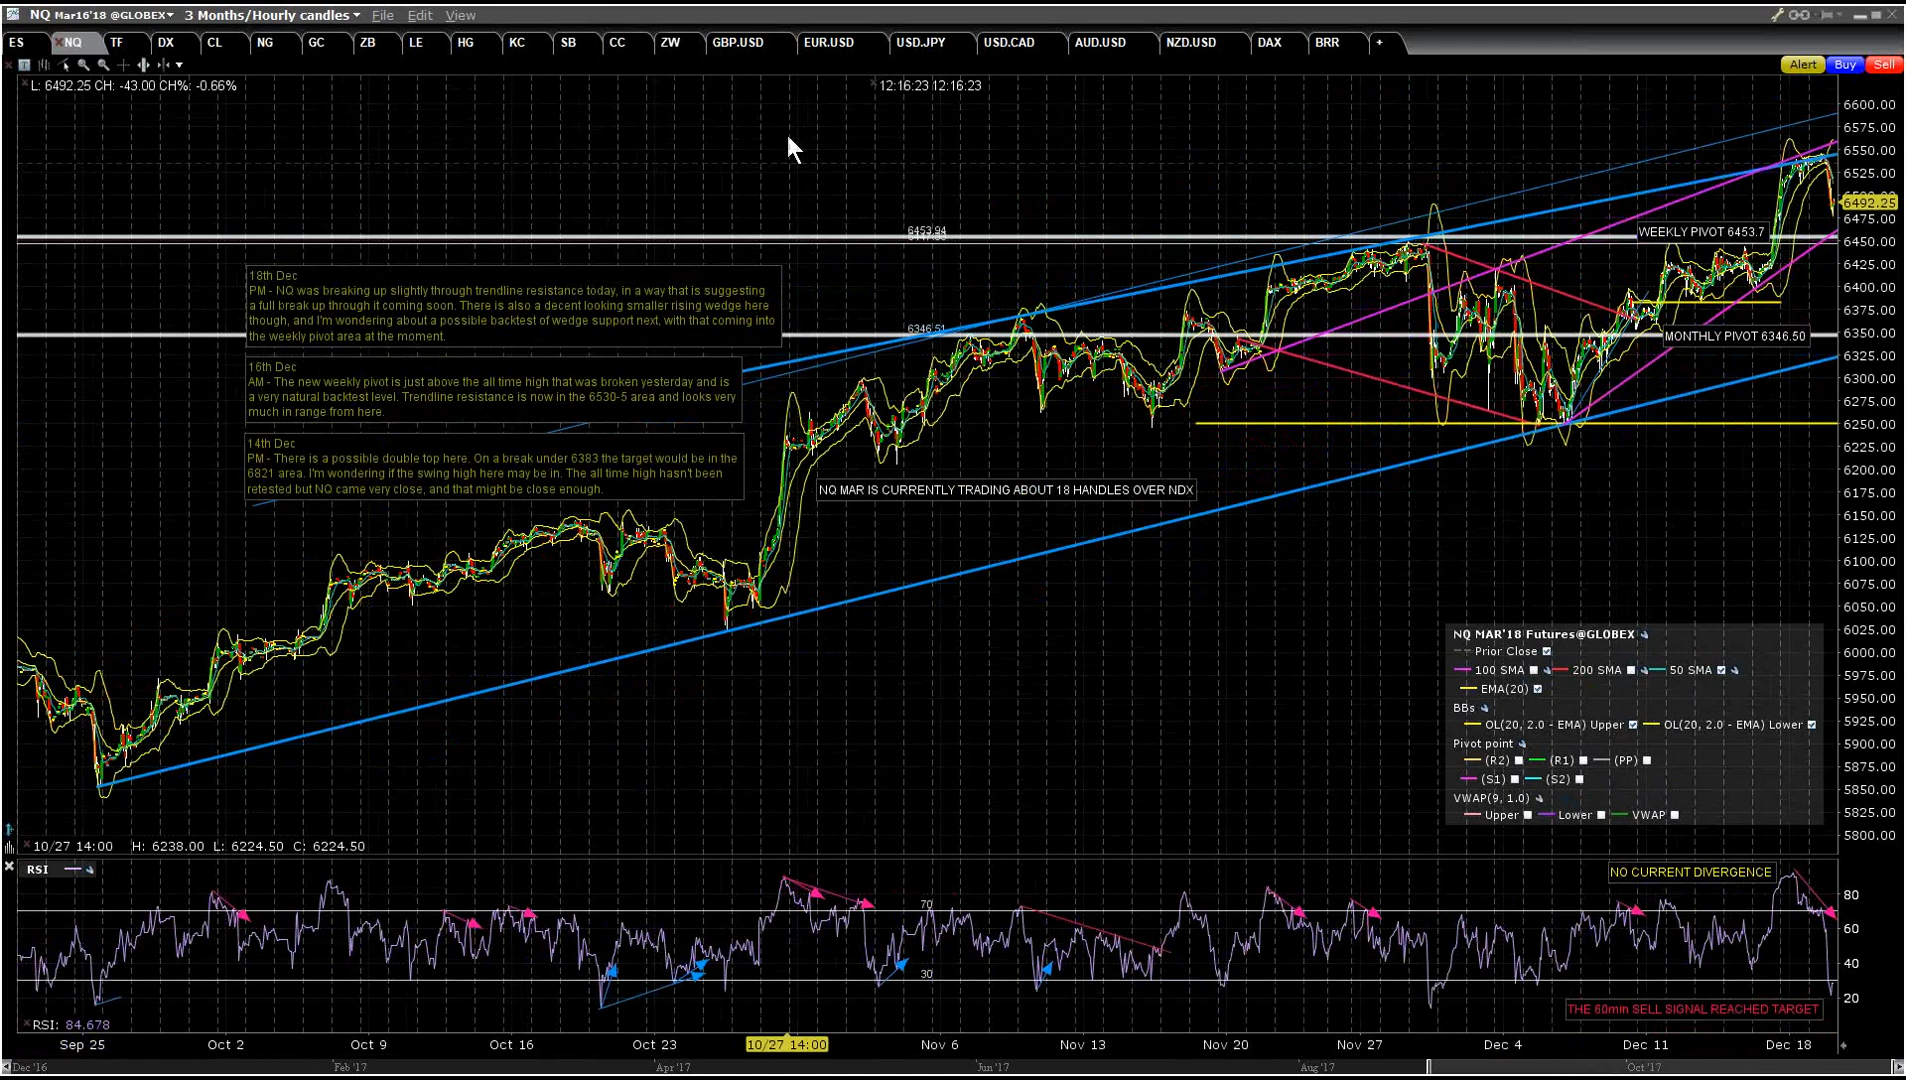 NQ Mar16'18 @GLOBEX 3 Months/Hourly candles File Edit View
ES NQ TF DX CL NG GC ZB LE HG KC SB CC ZW GBP.USD EUR.USD USD.JPY USD.CAD AUD.USD NZD.USD DAX BRR +
Alert Buy Sell
L: 6492.25 CH: -43.00 CH%: -0.66%
12:16:23 12:16:23
6600.00
6575.00
6550.00
6525.00
6492.25
6475.00
6450.00
6425.00
6400.00
6375.00
6350.00
6325.00
6300.00
6275.00
6250.00
6225.00
6200.00
6175.00
6150.00
6125.00
6100.00
6075.00
6050.00
6025.00
6000.00
5975.00
5950.00
5925.00
5900.00
5875.00
5850.00
5825.00
5800.00
6453.94
WEEKLY PIVOT 6453.7
18th Dec
PM - NQ was breaking up slightly through trendline resistance today, in a way that is suggesting
a full break up through it coming soon. There is also a decent looking smaller rising wedge here
though, and I'm wondering about a possible backtest of wedge support next, with that coming into
the weekly pivot area at the moment.
6346.51
MONTHLY PIVOT 6346.50
16th Dec
AM - The new weekly pivot is just above the all time high that was broken yesterday and is
a very natural backtest level. Trendline resistance is now in the 6530-5 area and looks very
much in range from here.
14th Dec
PM - There is a possible double top here. On a break under 6383 the target would be in the
6821 area. I'm wondering if the swing high here may be in. The all time high hasn't been
retested but NQ came very close, and that might be close enough.
NQ MAR IS CURRENTLY TRADING ABOUT 18 HANDLES OVER NDX
NQ MAR'18 Futures@GLOBEX
Prior Close
100 SMA 200 SMA 50 SMA
EMA(20)
BBs
OL(20, 2.0 - EMA) Upper OL(20, 2.0 - EMA) Lower
Pivot point
(R2) (R1) (PP)
(S1) (S2)
VWAP(9, 1.0)
Upper Lower VWAP
10/27 14:00 H: 6238.00 L: 6224.50 C: 6224.50
RSI
NO CURRENT DIVERGENCE
80
70
60
40
30
20
THE 60min SELL SIGNAL REACHED TARGET
RSI: 84.678
Sep 25 Oct 2 Oct 9 Oct 16 Oct 23 10/27 14:00 Nov 6 Nov 13 Nov 20 Nov 27 Dec 4 Dec 11 Dec 18
Dec '16 Feb '17 Apr '17 Jun '17 Aug '17 Oct '17